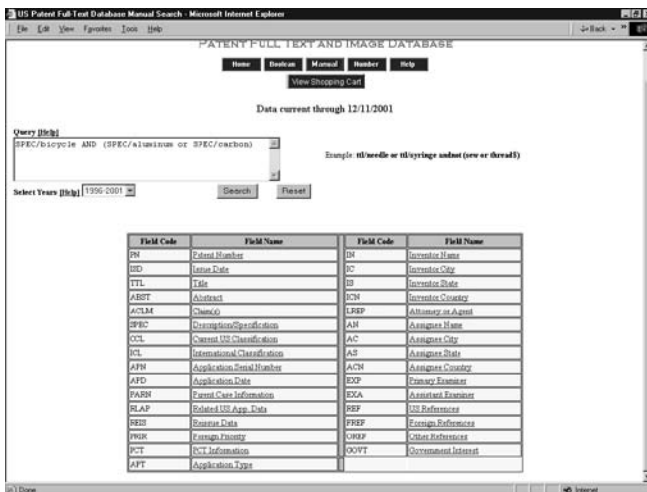 US Patent Full-Text Database Manual Search - Microsoft Internet Explorer
File Edit View Favorites Tools Help
Back
PATENT FULL TEXT AND IMAGE DATABASE
Home Boolean Manual Number Help
View Shopping Cart
Data current through 12/11/2001
Query [Help]
SPEC/bicycle AND (SPEC/aluminum or SPEC/carbon)
Example: ttl/needle or ttl/syringe andnot (sew or thread$)
Select Years [Help] 1996-2001 Search Reset
Field Code Field Name Field Code Field Name
PN Patent Number IN Inventor Name
ISD Issue Date IC Inventor City
TTL Title IS Inventor State
ABST Abstract ICN Inventor Country
ACLM Claim(s) LREP Attorney or Agent
SPEC Description/Specification AN Assignee Name
CCL Current US Classification AC Assignee City
ICL International Classification AS Assignee State
APN Application Serial Number ACN Assignee Country
APD Application Date EXP Primary Examiner
PARN Parent Case Information EXA Assistant Examiner
RLAP Related US App. Data REF US References
REIS Reissue Data FREF Foreign References
PRIR Foreign Priority OREF Other References
PCT PCT Information GOVT Government Interest
APT Application Type
Done Internet